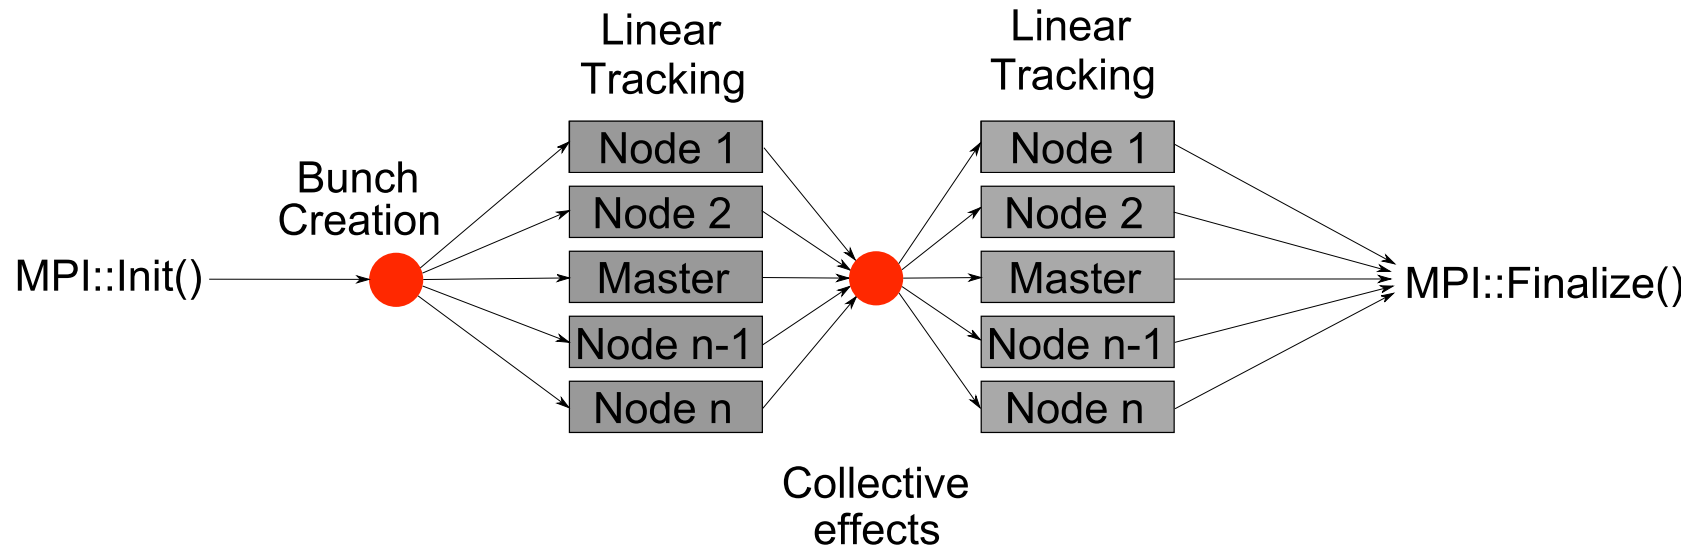 MPI::Init()
Bunch
Creation
Linear
Tracking
Node 1
Node 2
Master
Node n-1
Node n
Collective
effects
Linear
Tracking
Node 1
Node 2
Master
Node n-1
Node n
MPI::Finalize()